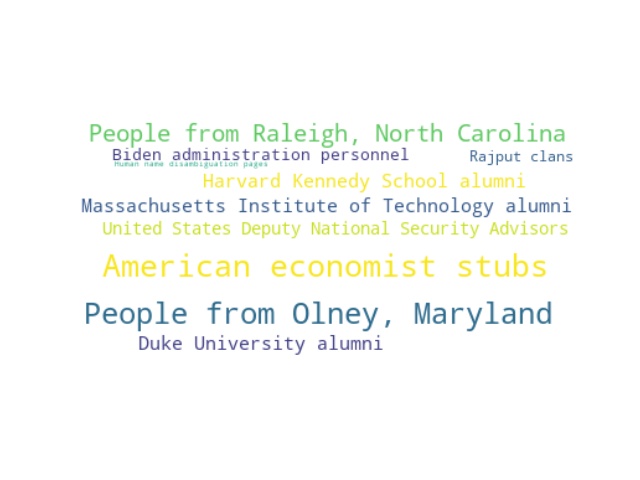 People from Raleigh, North Carolina
Biden administration personnel
Rajput clans
Human name disambiguation pages
Harvard Kennedy School alumni
Massachusetts Institute of Technology alumni
United States Deputy National Security Advisors
American economist stubs
People from Olney, Maryland
Duke University alumni